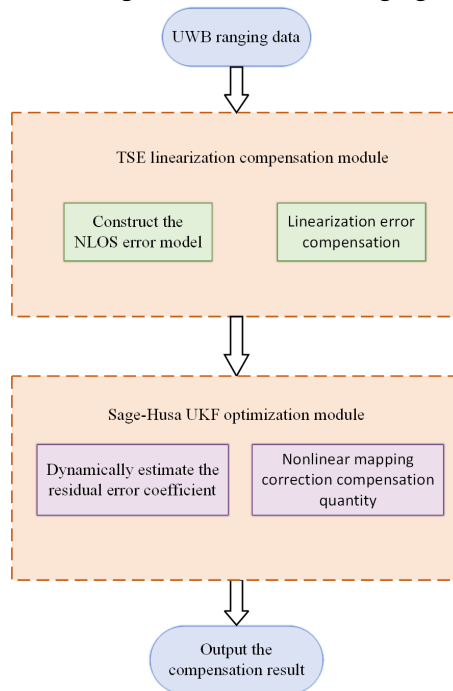 UWB ranging data
TSE linearization compensation module
Construct the
NLOS error model
Linearization error
compensation
Sage-Husa UKF optimization module
Dynamically estimate the
residual error coefficient
Nonlinear mapping
correction compensation
quantity
Output the
compensation result